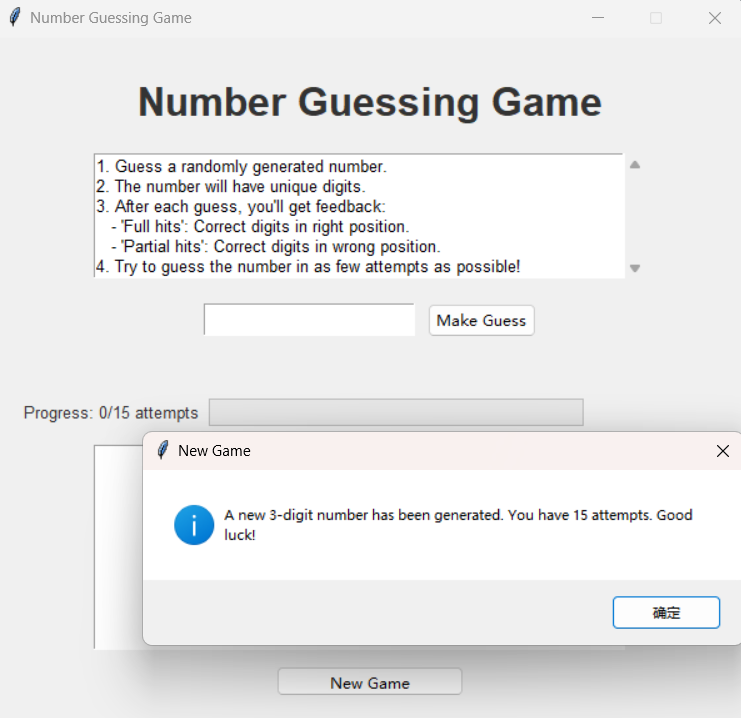 Number Guessing Game
Number Guessing Game
1. Guess a randomly generated number.
2. The number will have unique digits.
3. After each guess, you'll get feedback:
- 'Full hits': Correct digits in right position.
- 'Partial hits': Correct digits in wrong position.
4. Try to guess the number in as few attempts as possible!
Make Guess
Progress: 0/15 attempts
New Game
A new 3-digit number has been generated. You have 15 attempts. Good
luck!
确定
New Game